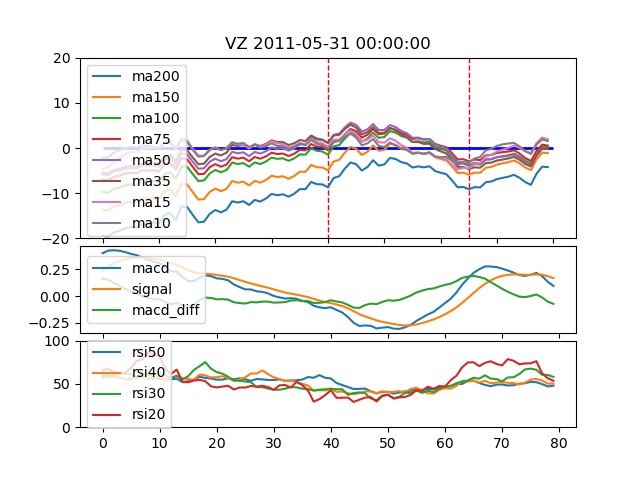 VZ 2011-05-31 00:00:00
20
10
0
−10
−20
ma200
ma150
ma100
ma75
ma50
ma35
ma15
ma10
0.25
0.00
−0.25
macd
signal
macd_diff
100
50
0
rsi50
rsi40
rsi30
rsi20
0 10 20 30 40 50 60 70 80